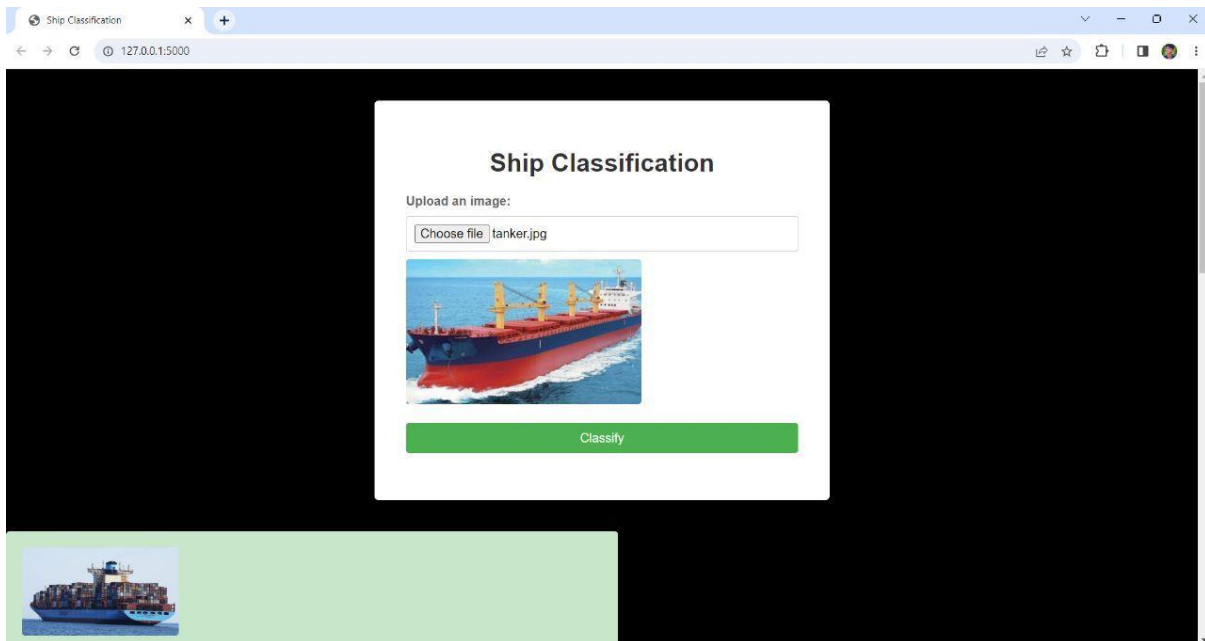 Ship Classification
127.0.0.1:5000
Ship Classification
Upload an image:
Choose file tanker.jpg
Classify